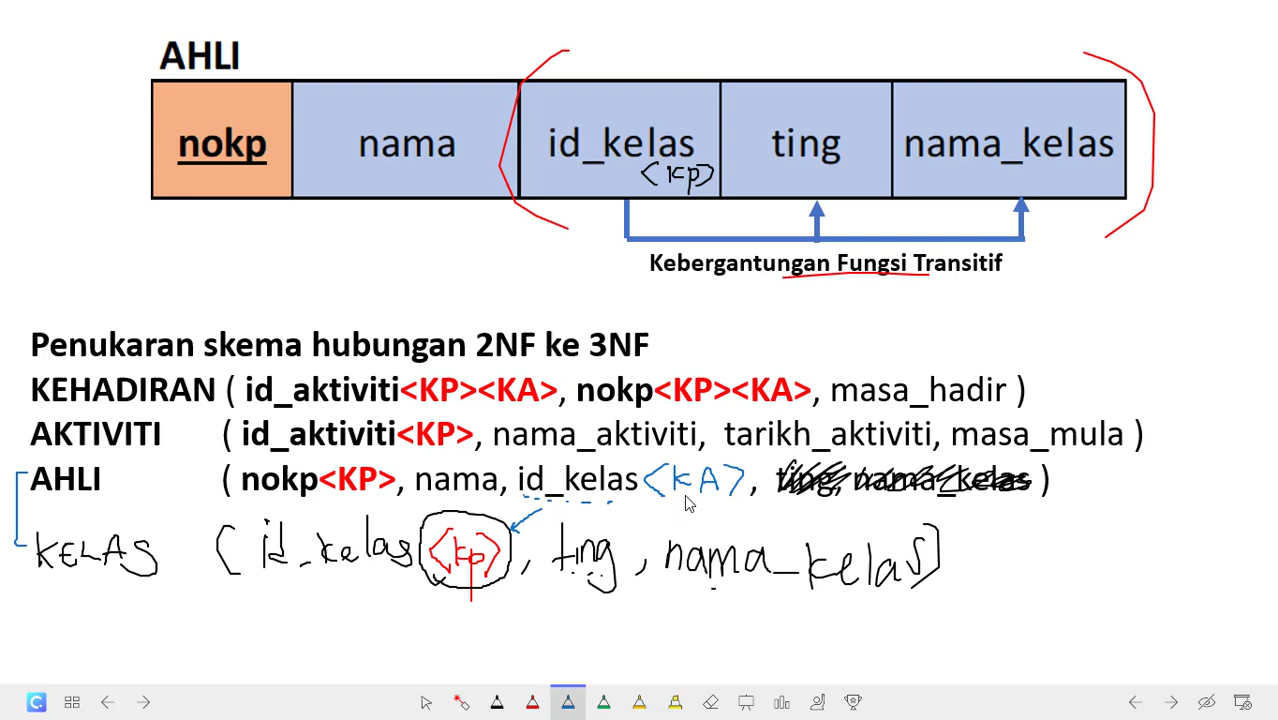 AHLI
nokp nama id_kelas <kp> ting nama_kelas
Kebergantungan Fungsi Transitif
Penukaran skema hubungan 2NF ke 3NF
KEHADIRAN ( id_aktiviti<KP><KA>, nokp<KP><KA>, masa_hadir )
AKTIVITI ( id_aktiviti<KP>, nama_aktiviti, tarikh_aktiviti, masa_mula )
AHLI ( nokp<KP>, nama, id_kelas <KA>, ting, nama_kelas )
KELAS ( id_kelas <kp>, ting, nama_kelas )